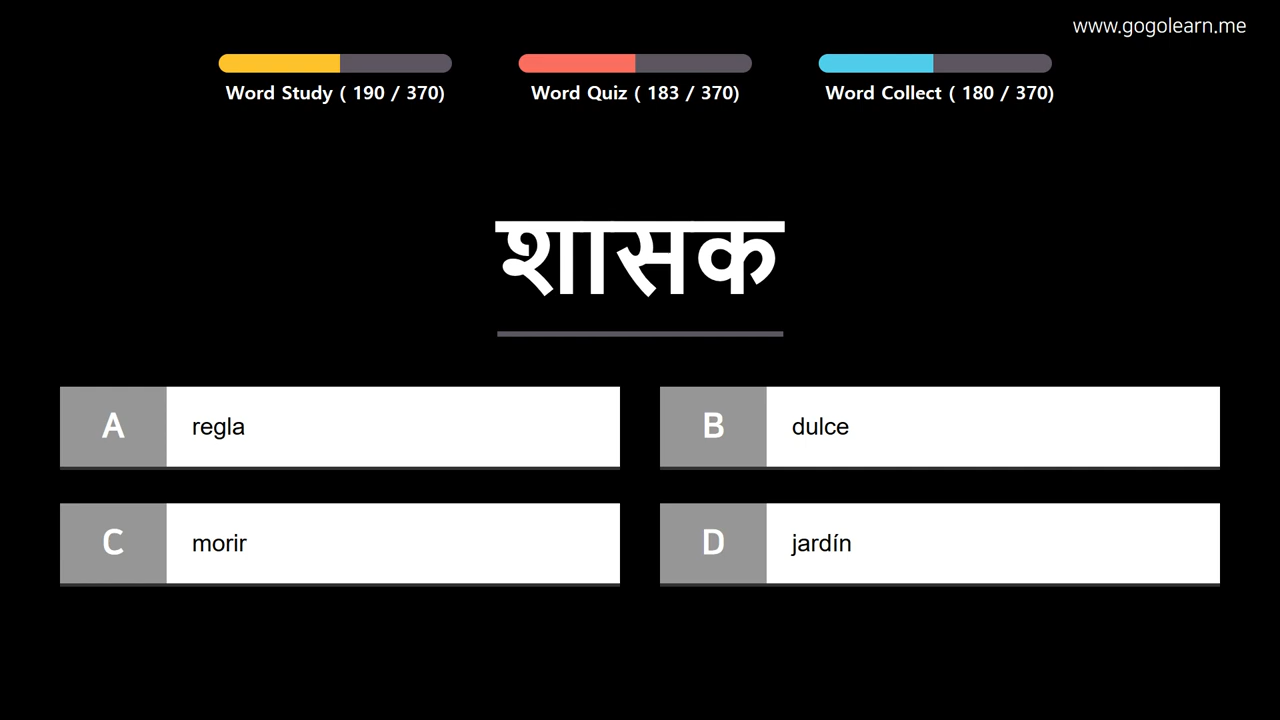 www.gogolearn.me
Word Study ( 190 / 370)
Word Quiz ( 183 / 370)
Word Collect ( 180 / 370)
शासक
A regla
B dulce
C morir
D jardín